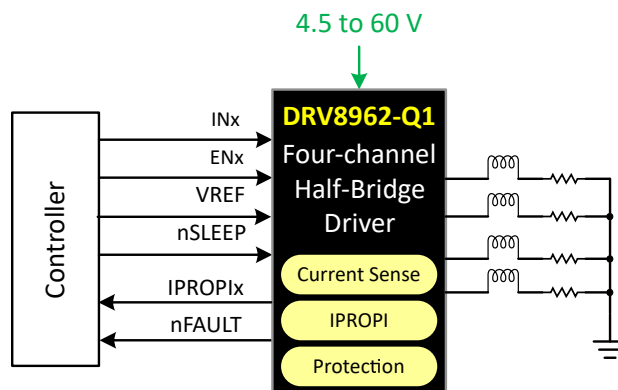 4.5 to 60 V
DRV8962-Q1
Four-channel
Half-Bridge
Driver
Current Sense
IPROPI
Protection
Controller
INx
ENx
VREF
nSLEEP
IPROPIx
nFAULT